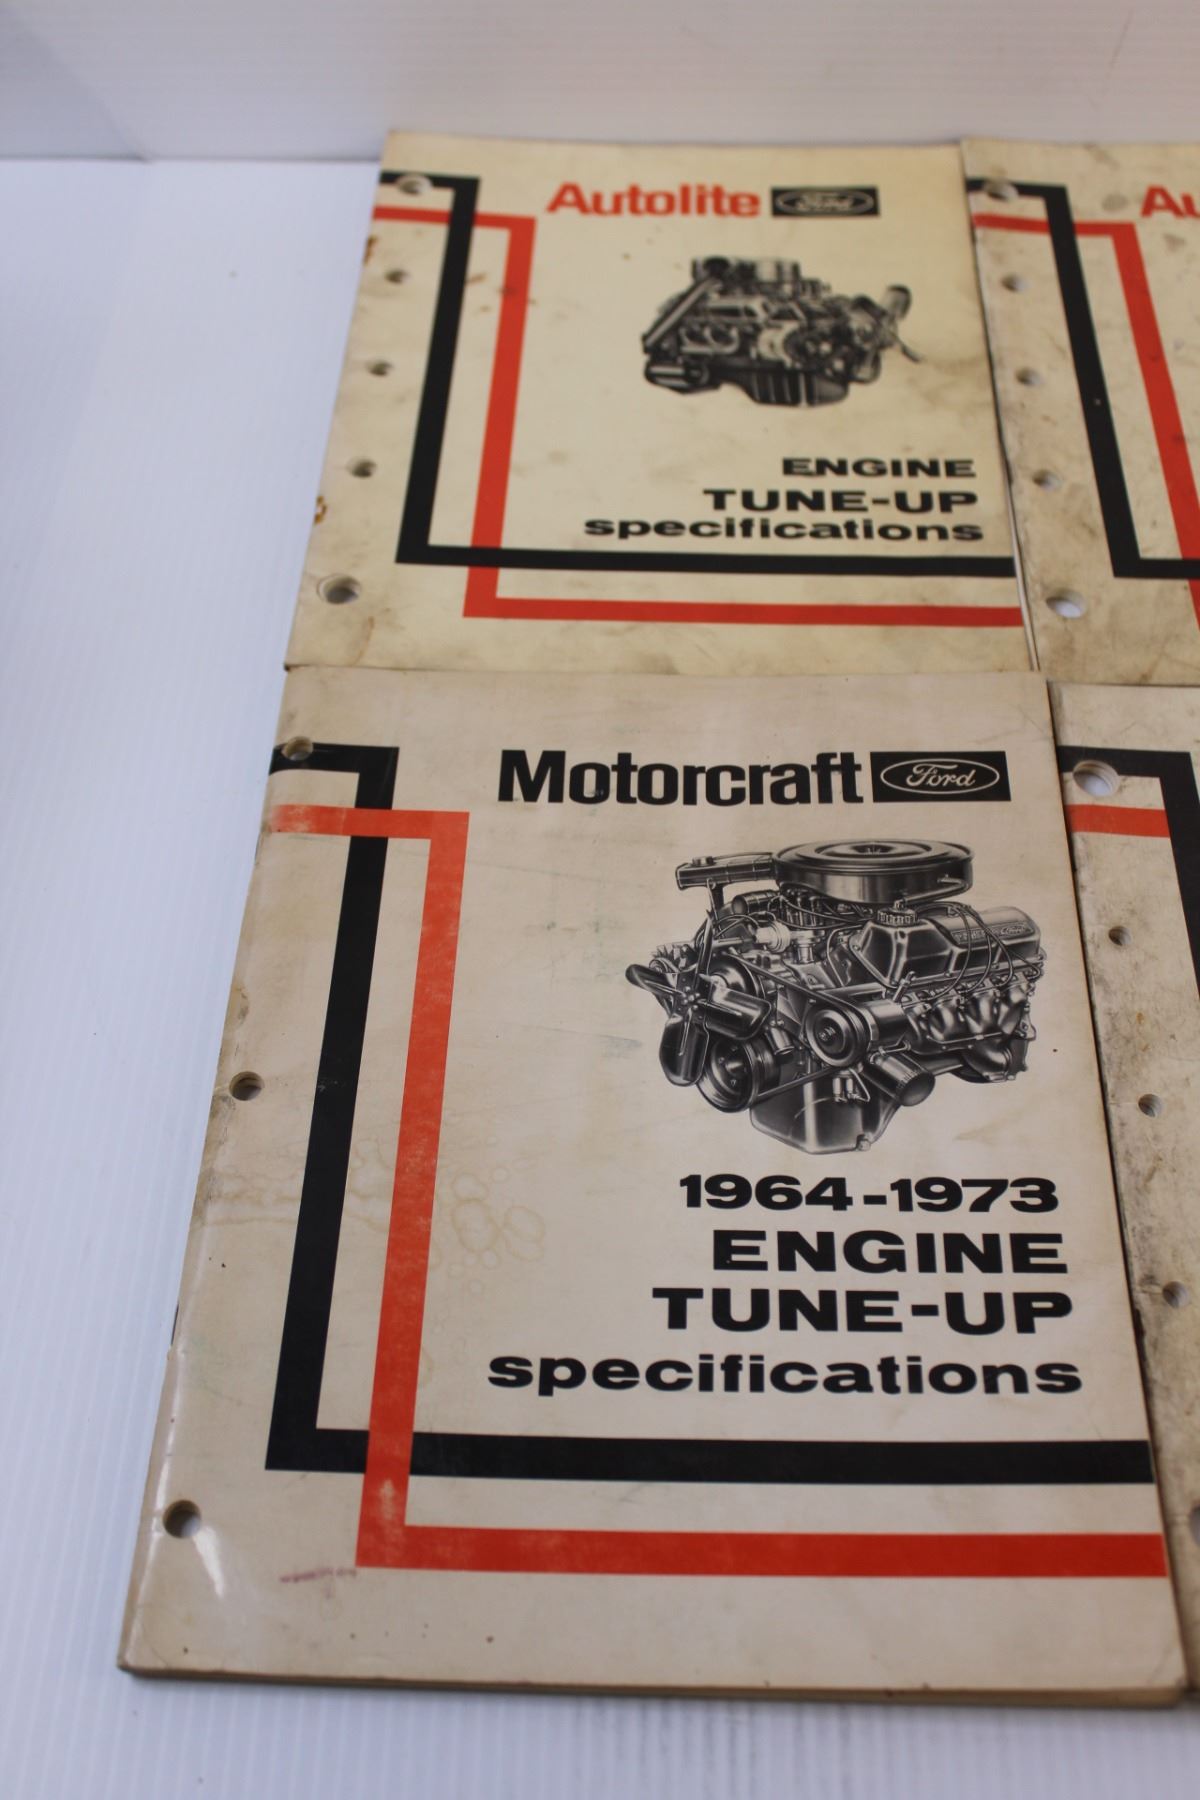 Autolite Ford
ENGINE
TUNE-UP
specifications
Au
Motorcraft Ford
1964-1973
ENGINE
TUNE-UP
specifications